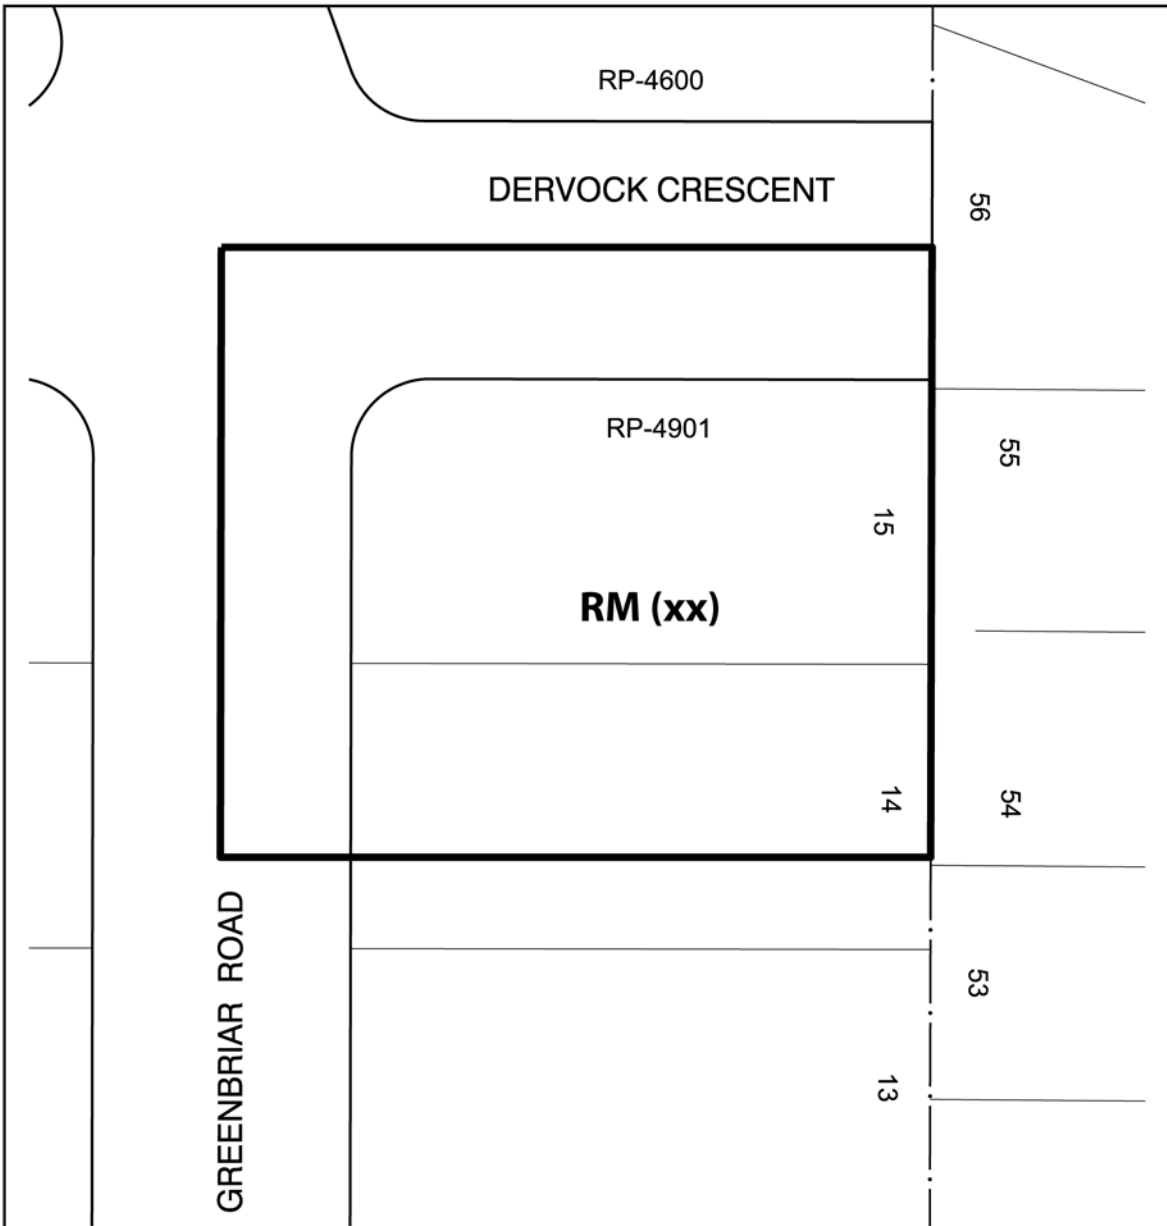 RP-4600
DERVOCK CRESCENT
56
RP-4901
55
15
RM (xx)
14
54
GREENBRIAR ROAD
53
13